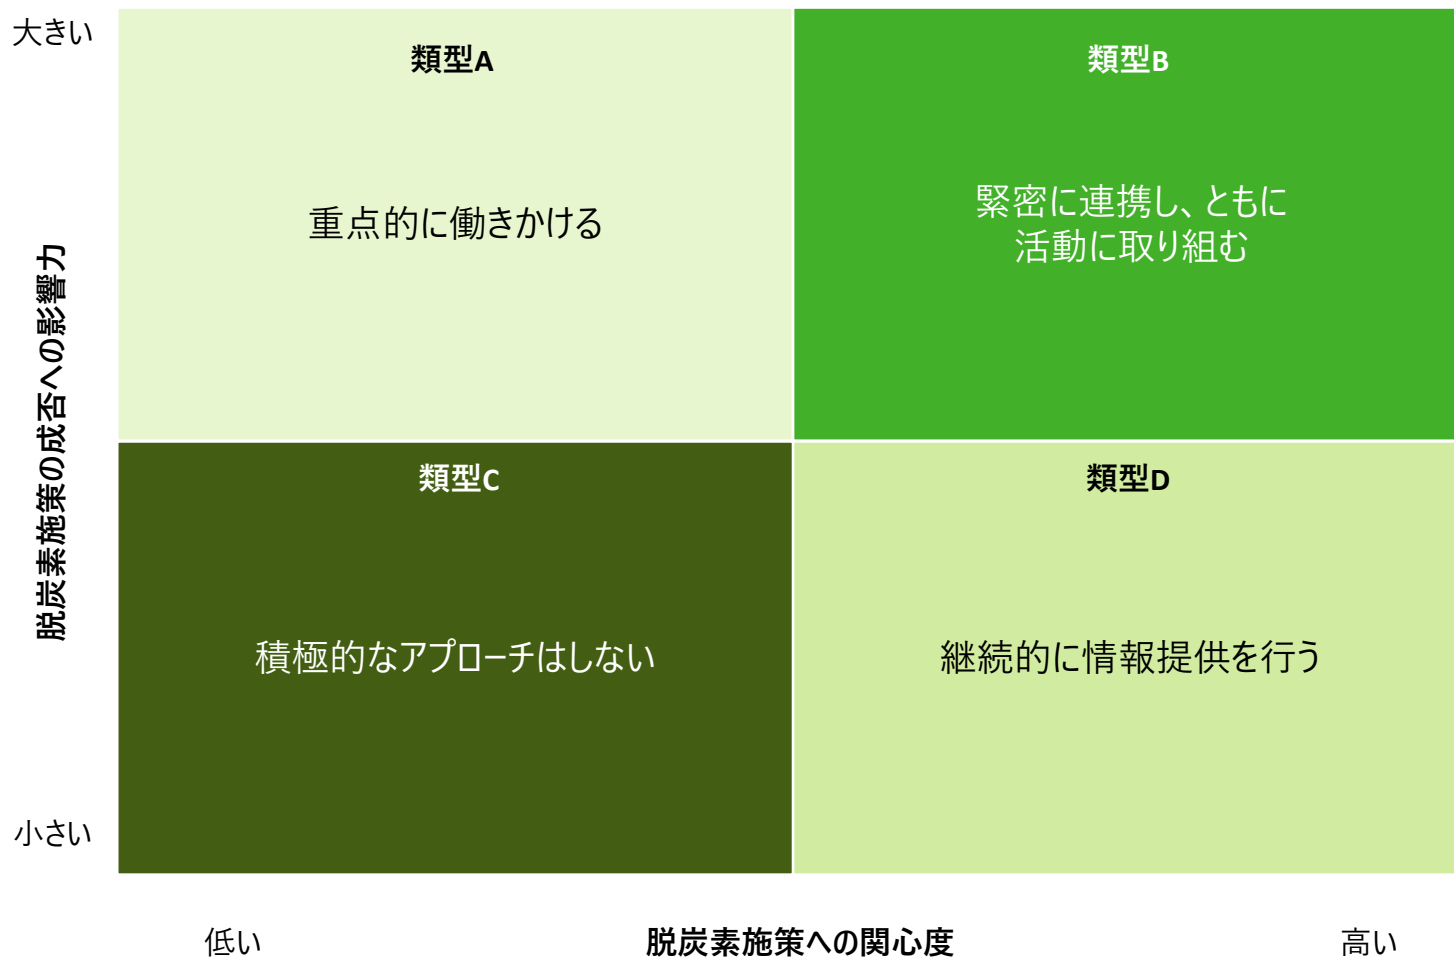 大きい
類型A
類型B
重点的に働きかける
緊密に連携し、ともに
活動に取り組む
脱炭素施策の成否への影響力
類型C
類型D
積極的なアプローチはしない
継続的に情報提供を行う
小さい
低い
脱炭素施策への関心度
高い